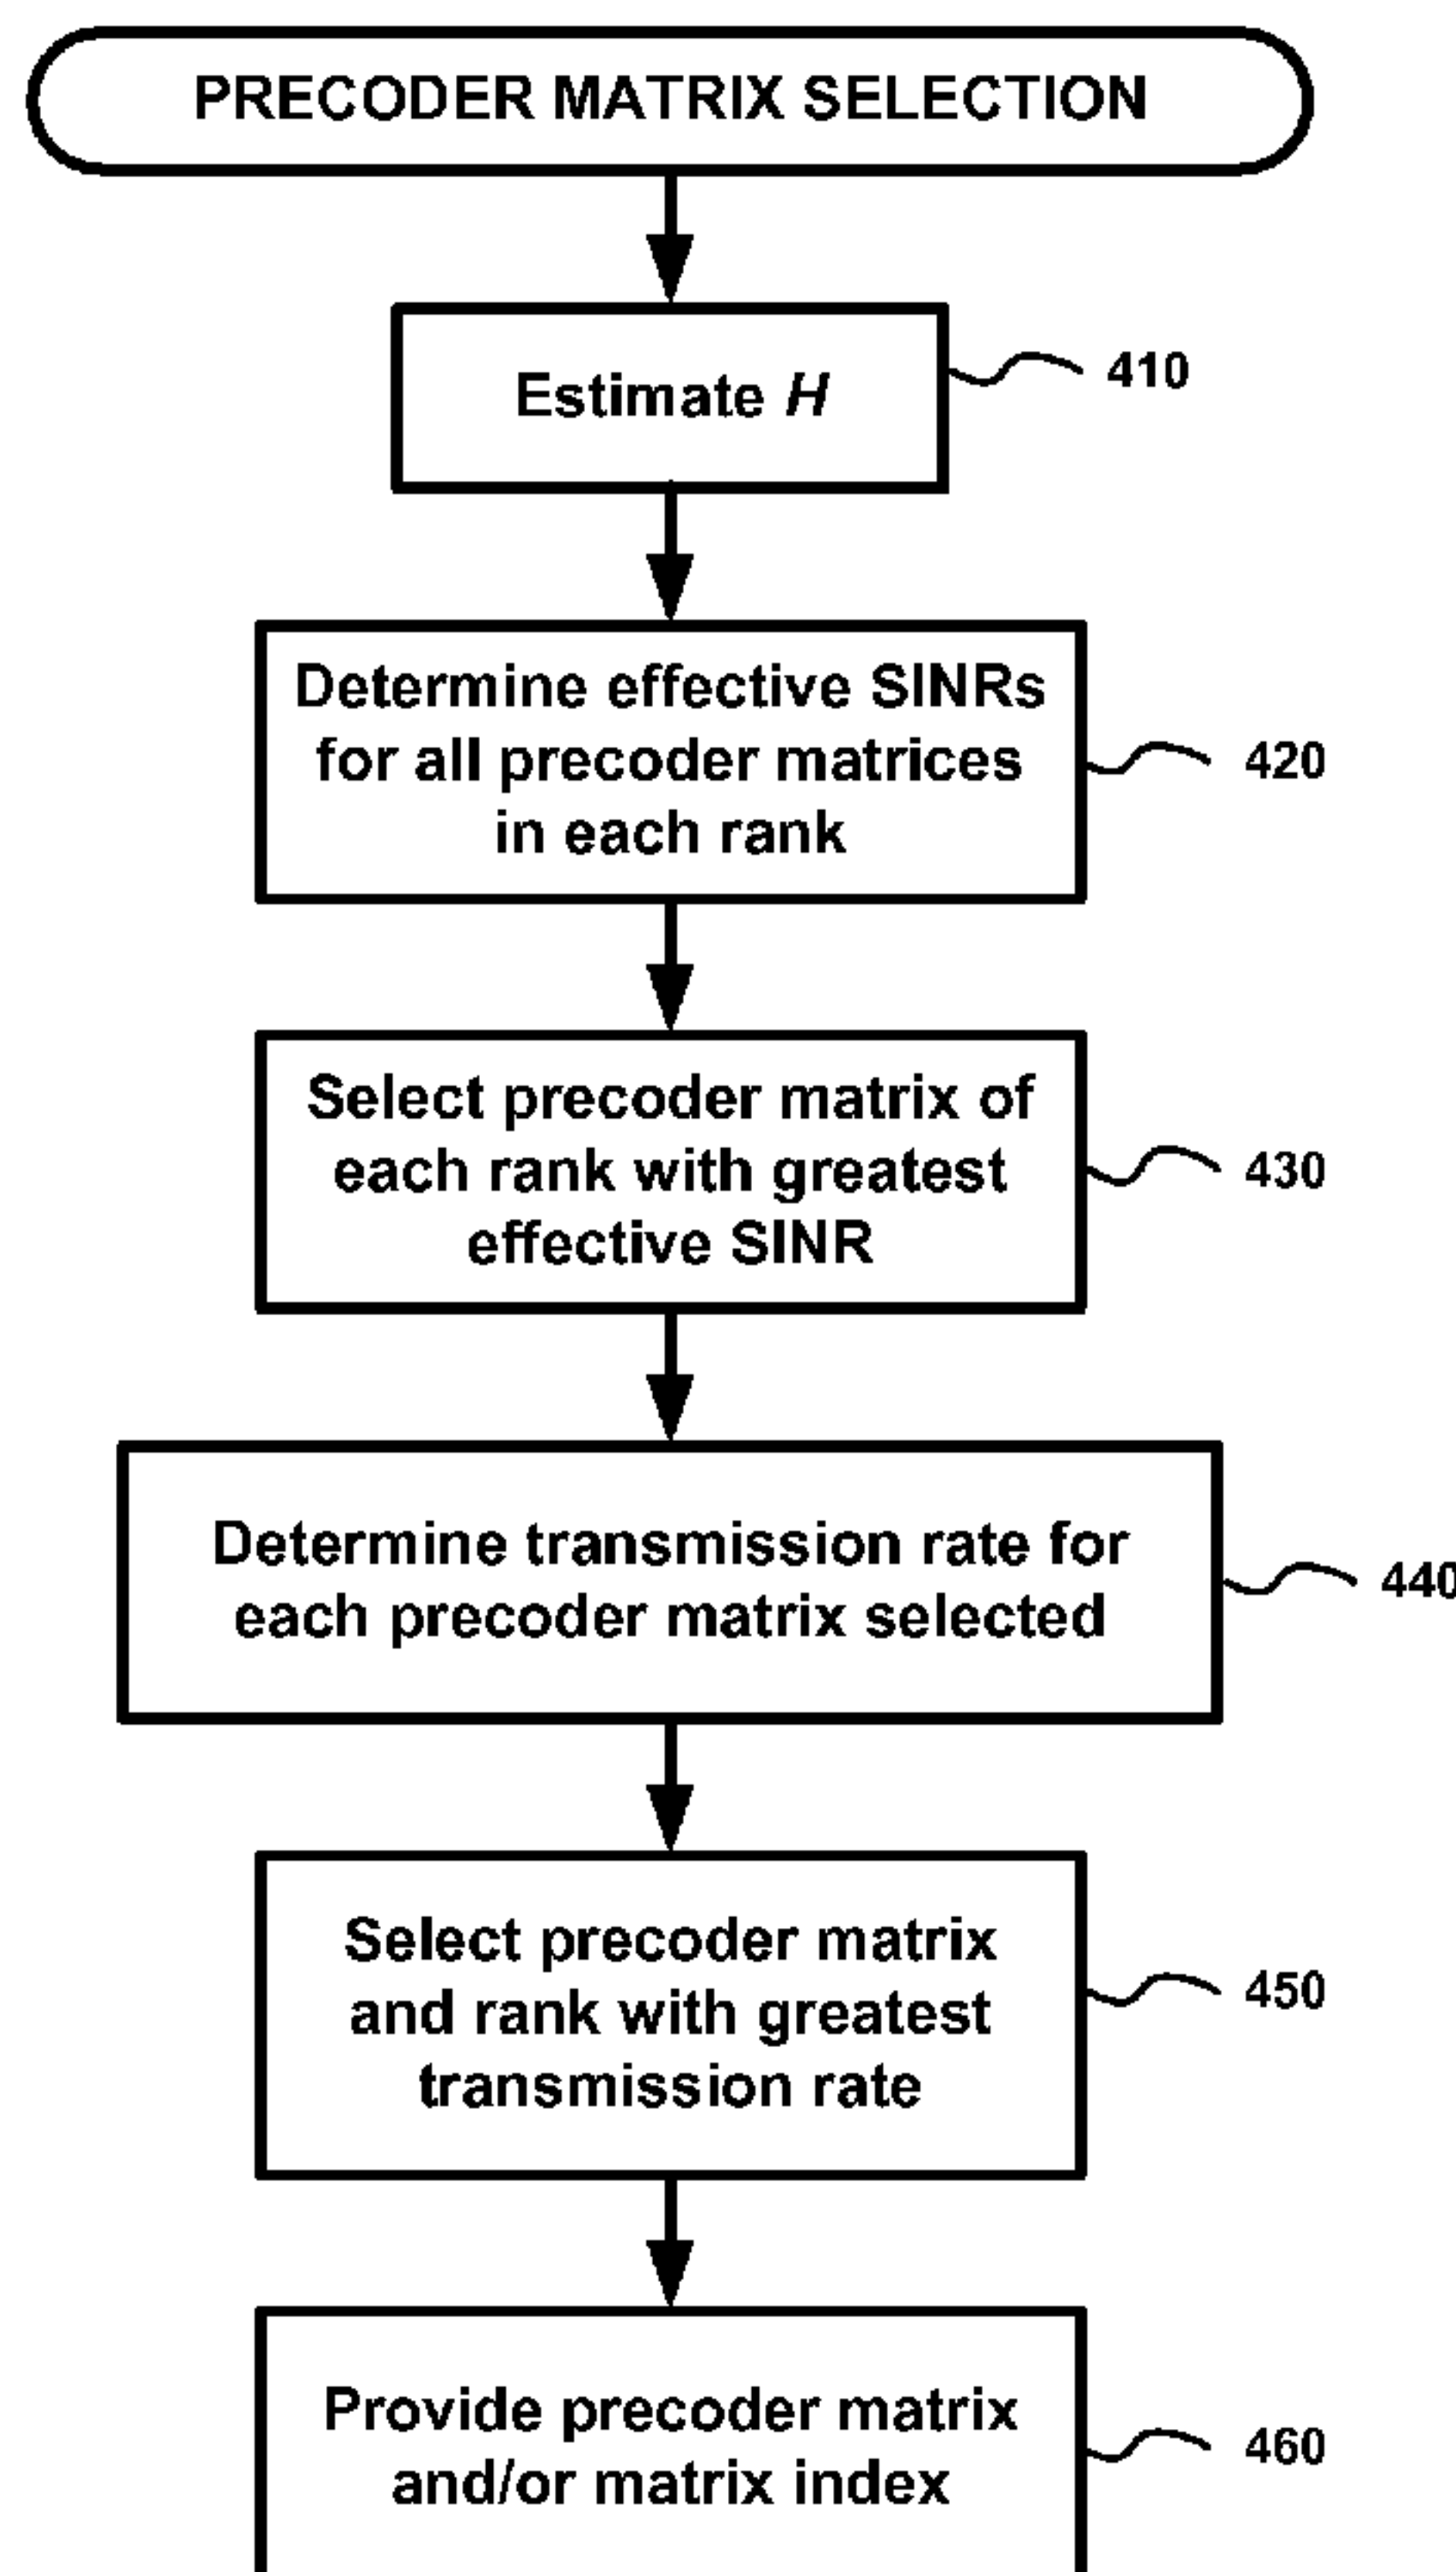 PRECODER MATRIX SELECTION
Estimate H
410
Determine effective SINRs
for all precoder matrices
in each rank
420
Select precoder matrix of
each rank with greatest
effective SINR
430
Determine transmission rate for
each precoder matrix selected
440
Select precoder matrix
and rank with greatest
transmission rate
450
Provide precoder matrix
and/or matrix index
460